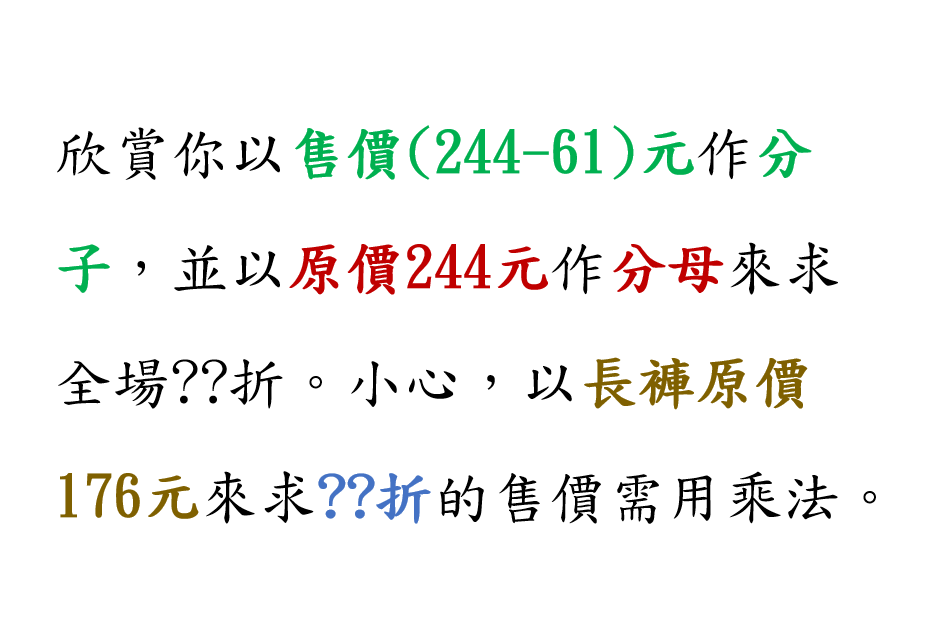 欣賞你以售價(244-61)元作分
子，並以原價244元作分母來求
全場??折。小心，以長褲原價
176元來求??折的售價需用乘法。